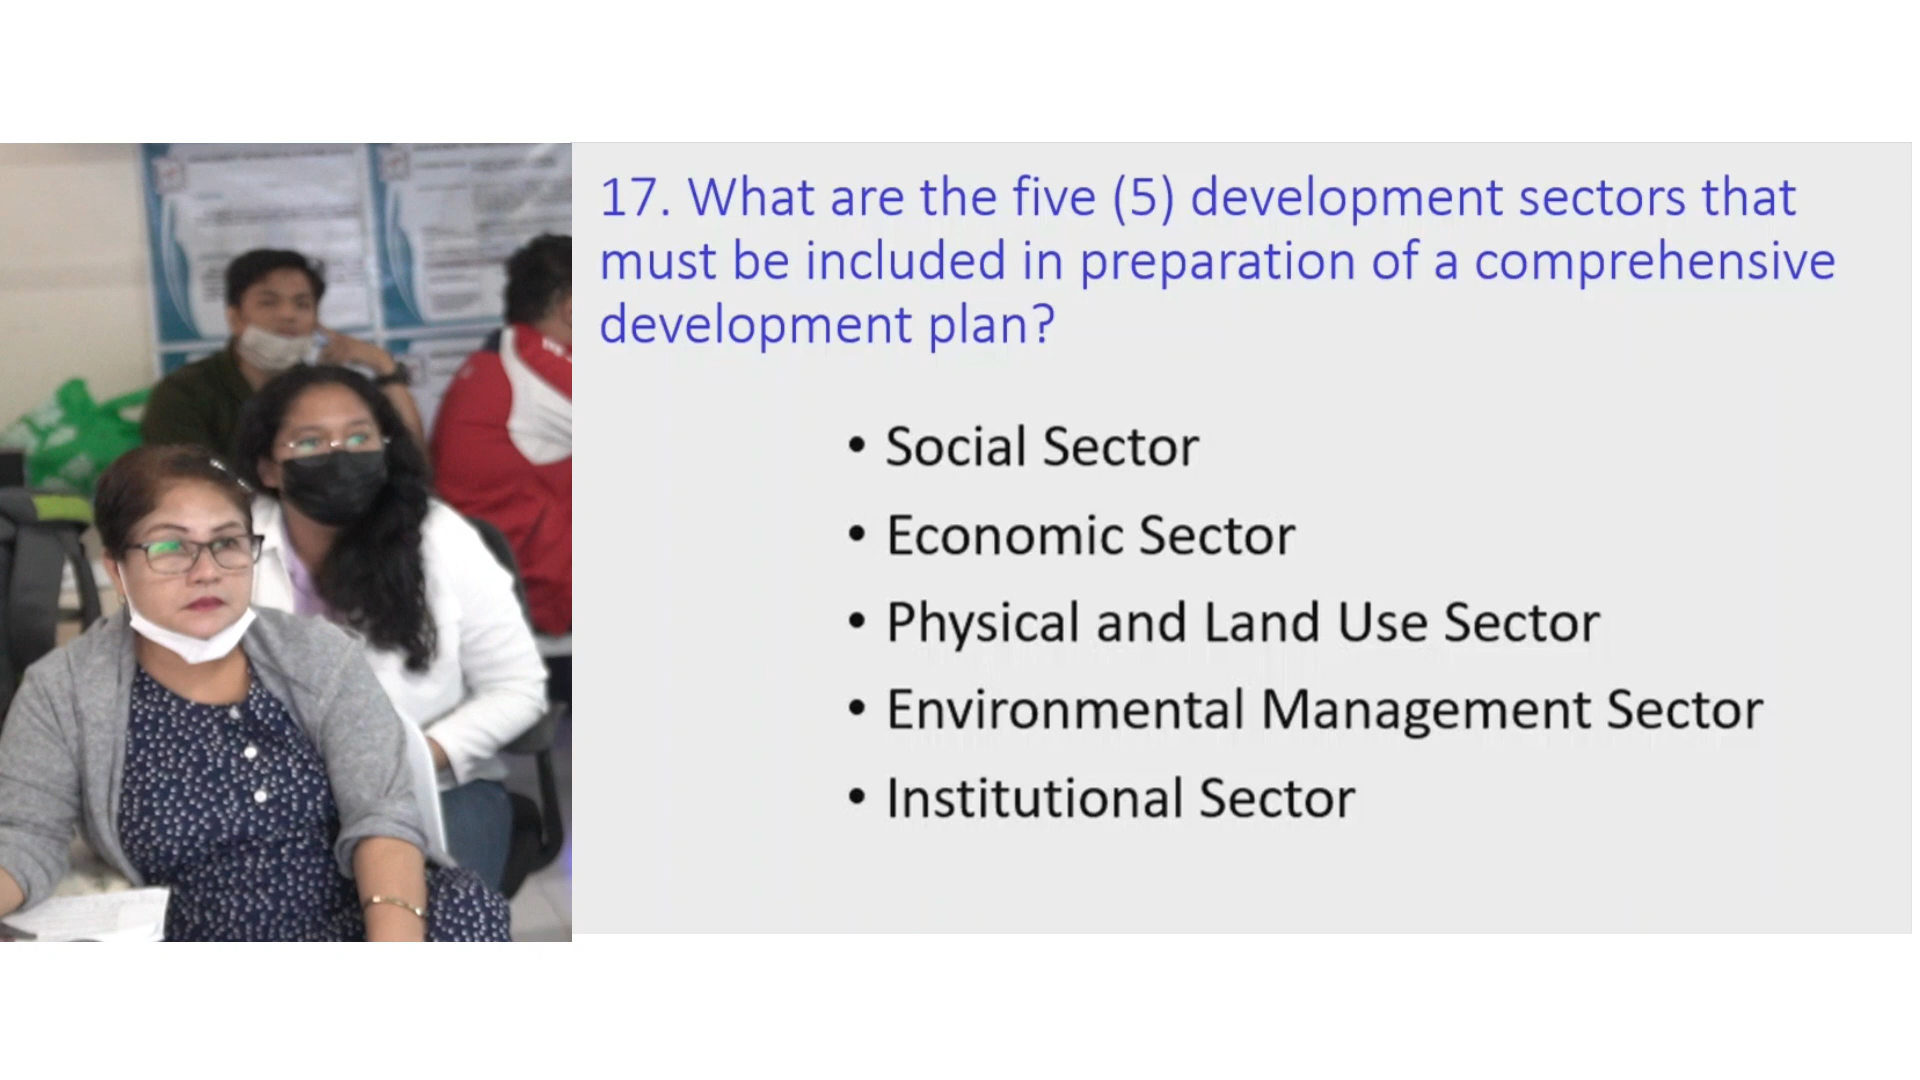 17. What are the five (5) development sectors that
must be included in preparation of a comprehensive
development plan?
• Social Sector
• Economic Sector
• Physical and Land Use Sector
• Environmental Management Sector
• Institutional Sector